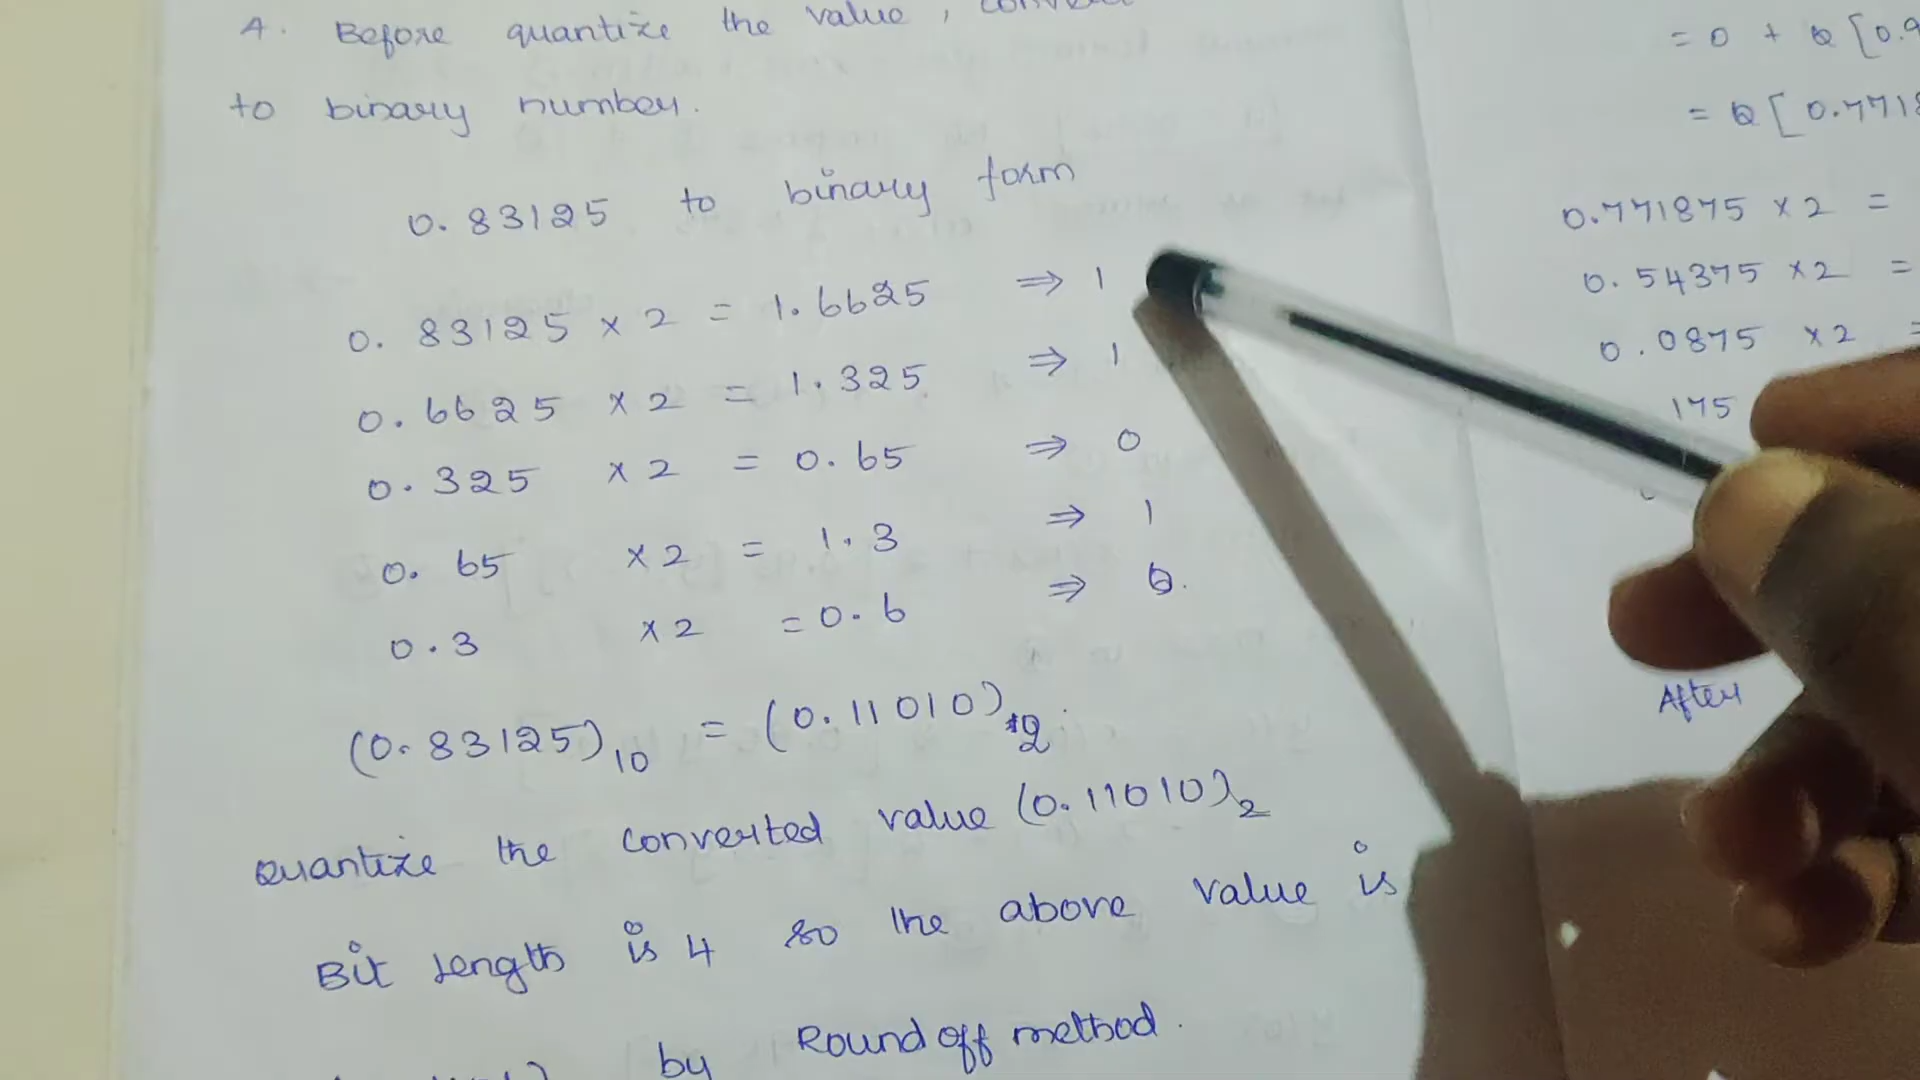 4. Before quantize the value,
to binary number.
0.83125 to binary form
0.83125 x 2 = 1.6625 ⇒ 1
0.6625 x 2 = 1.325 ⇒ 1
0.325 x 2 = 0.65 ⇒ 0
0.65 x 2 = 1.3 ⇒ 1
0.3 x 2 = 0.6 ⇒ 0.
(0.83125)10 = (0.11010)2.
Quantize the converted value (0.11010)2
Bit length is 4 so the above value is
by Round off method.
= 0 + Q[0.9
= Q[0.7718
0.771875 x 2 =
0.54375 x 2 =
0.0875 x 2 =
175
After